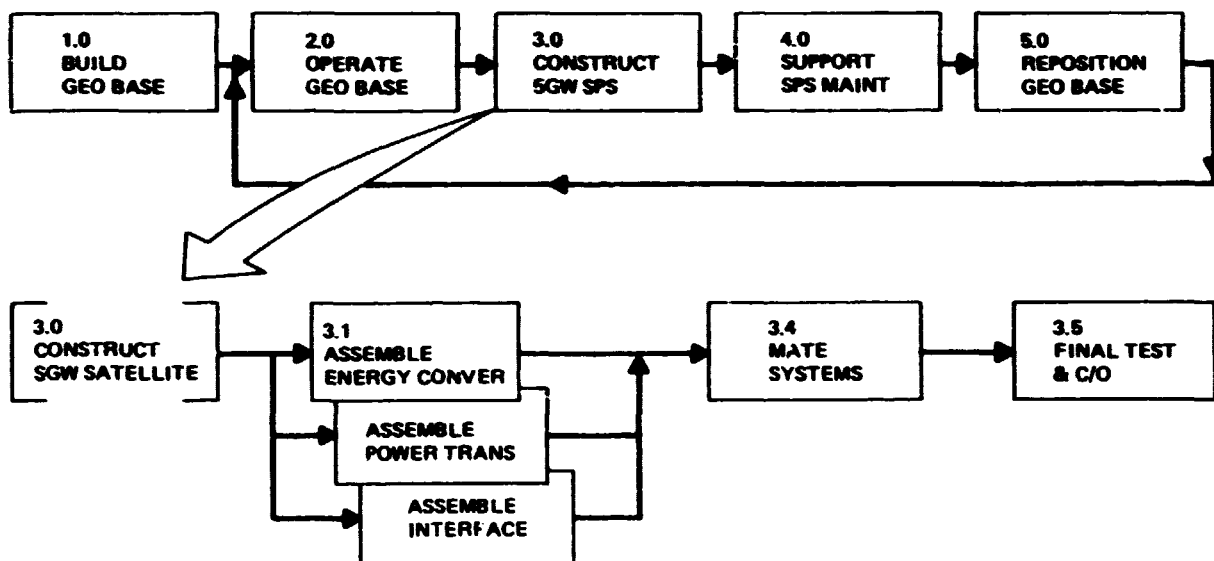 1.0
BUILD
GEO BASE
2.0
OPERATE
GEO BASE
3.0
CONSTRUCT
5GW SPS
4.0
SUPPORT
SPS MAINT
5.0
REPOSITION
GEO BASE
3.0
CONSTRUCT
5GW SATELLITE
3.1
ASSEMBLE
ENERGY CONVER
ASSEMBLE
POWER TRANS
ASSEMBLE
INTERFACE
3.4
MATE
SYSTEMS
3.5
FINAL TEST
& C/O